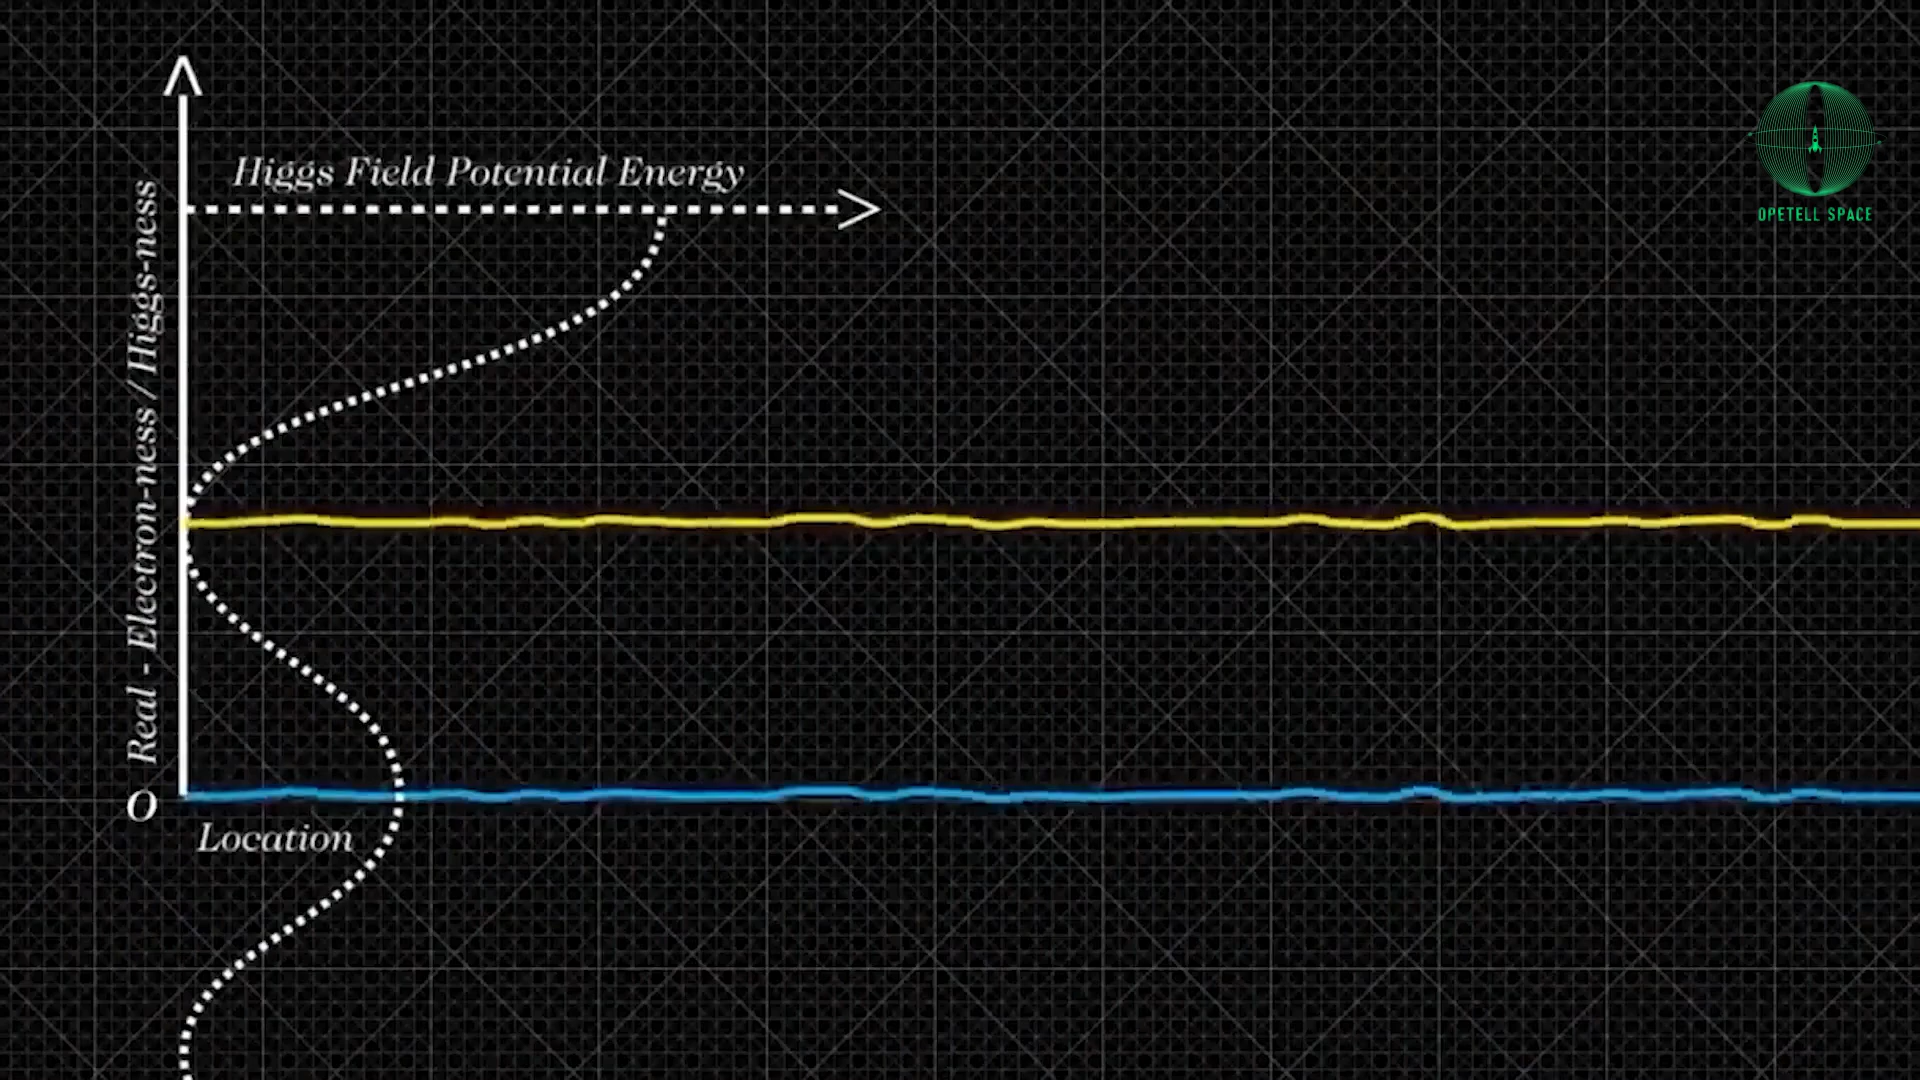 Higgs Field Potential Energy
OPETELL SPACE
Real - Electron-ness / Higgs-ness
0
Location